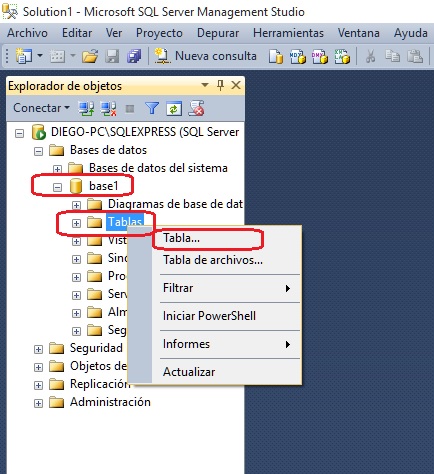 Solution1 - Microsoft SQL Server Management Studio
Archivo Editar Ver Proyecto Depurar Herramientas Ventana Ayuda
Nueva consulta
Explorador de objetos
Conectar
DIEGO-PC\SQLEXPRESS (SQL Server
Bases de datos
Bases de datos del sistema
base1
Diagramas de base de dat
Tablas
Tabla...
Vist
Tabla de archivos...
Sinó
Pro
Filtrar
Serv
Iniciar PowerShell
Alm
Seg
Informes
Seguridad
Objetos de
Actualizar
Replicación
Administración